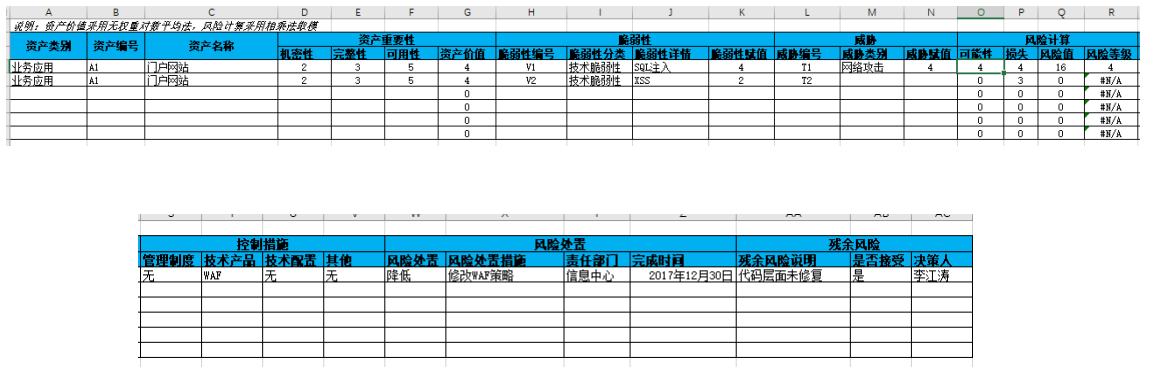 A B C D E F G H I J K L M N O P Q R
说明：资产价值采用无权重对数平均法，风险计算采用相乘法取模
资产类别 资产编号 资产名称 资产重要性 脆弱性 威胁 风险计算
机密性 完整性 可用性 资产价值 脆弱性编号 脆弱性分类 脆弱性详情 脆弱性赋值 威胁编号 威胁类别 威胁赋值 可能性 损失 风险值 风险等级
业务应用 A1 门户网站 2 3 5 4 V1 技术脆弱性 SQL注入 4 T1 网络攻击 4 4 4 16 4
业务应用 A1 门户网站 2 3 5 4 V2 技术脆弱性 XSS 2 T2 0 3 0 #N/A
0 0 0 0 #N/A
0 0 0 0 #N/A
0 0 0 0 #N/A
0 0 0 0 #N/A
控制措施 风险处置 残余风险
管理制度 技术产品 技术配置 其他 风险处置 风险处置措施 责任部门 完成时间 残余风险说明 是否接受 决策人
无 WAF 无 无 降低 修改WAF策略 信息中心 2017年12月30日 代码层面未修复 是 李江涛